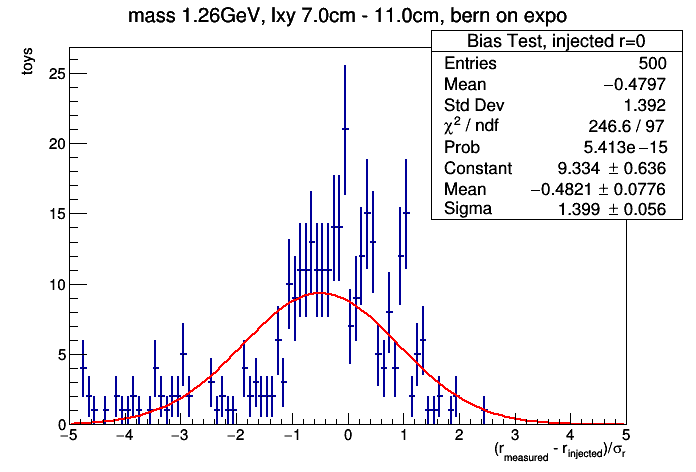 mass 1.26GeV, lxy 7.0cm - 11.0cm, bern on expo
toys
Bias Test, injected r=0
Entries 500
Mean −0.4797
Std Dev 1.392
χ² / ndf 246.6 / 97
Prob 5.413e−15
Constant 9.334 ± 0.636
Mean −0.4821 ± 0.0776
Sigma 1.399 ± 0.056
25
20
15
10
5
0
−5 −4 −3 −2 −1 0 1 2 3 4 5
(r_measured - r_injected)/σ_r